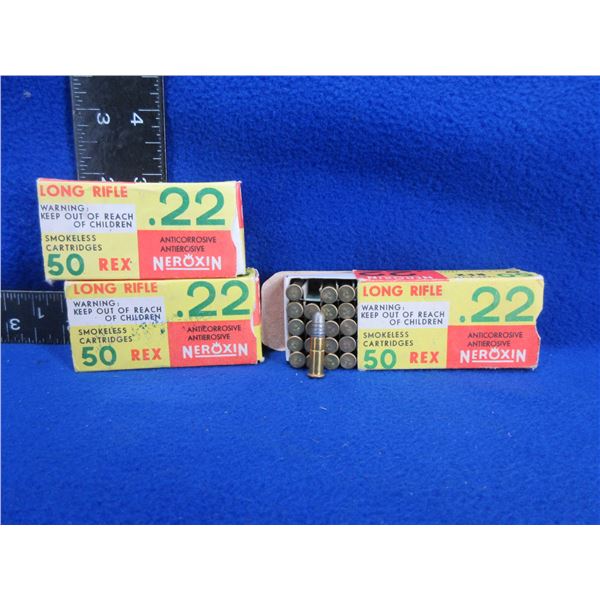 3 4
LONG RIFLE .22
WARNING:
KEEP OUT OF REACH
OF CHILDREN
SMOKELESS
CARTRIDGES
ANTICORROSIVE
ANTIEROSIVE
50 REX NEROXIN
3
LONG RIFLE .22
WARNING:
KEEP OUT OF REACH
OF CHILDREN
SMOKELESS
CARTRIDGES
ANTICORROSIVE
ANTIEROSIVE
50 REX NEROXIN
LONG RIFLE .22
WARNING:
KEEP OUT OF REACH
OF CHILDREN
SMOKELESS
CARTRIDGES
ANTICORROSIVE
ANTIEROSIVE
50 REX NEROXIN